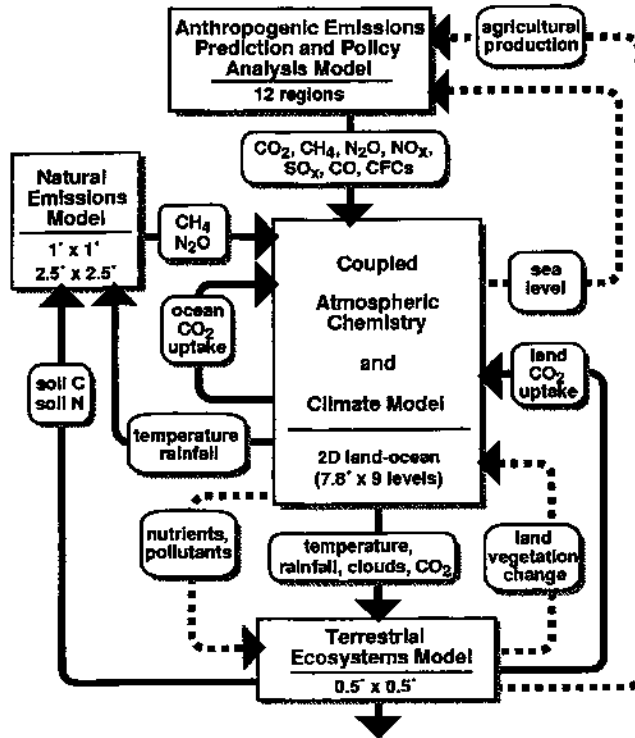 Anthropogenic Emissions
Prediction and Policy
Analysis Model
12 regions
agricultural
production
CO₂, CH₄, N₂O, NOₓ,
SOₓ, CO, CFCs
Natural
Emissions
Model
1° x 1°
2.5° x 2.5°
CH₄
N₂O
Coupled
Atmospheric
Chemistry
and
Climate Model
2D land-ocean
(7.8° x 9 levels)
sea
level
ocean
CO₂
uptake
land
CO₂
uptake
soil C
soil N
temperature
rainfall
nutrients,
pollutants
temperature,
rainfall, clouds, CO₂
land
vegetation
change
Terrestrial
Ecosystems Model
0.5° x 0.5°